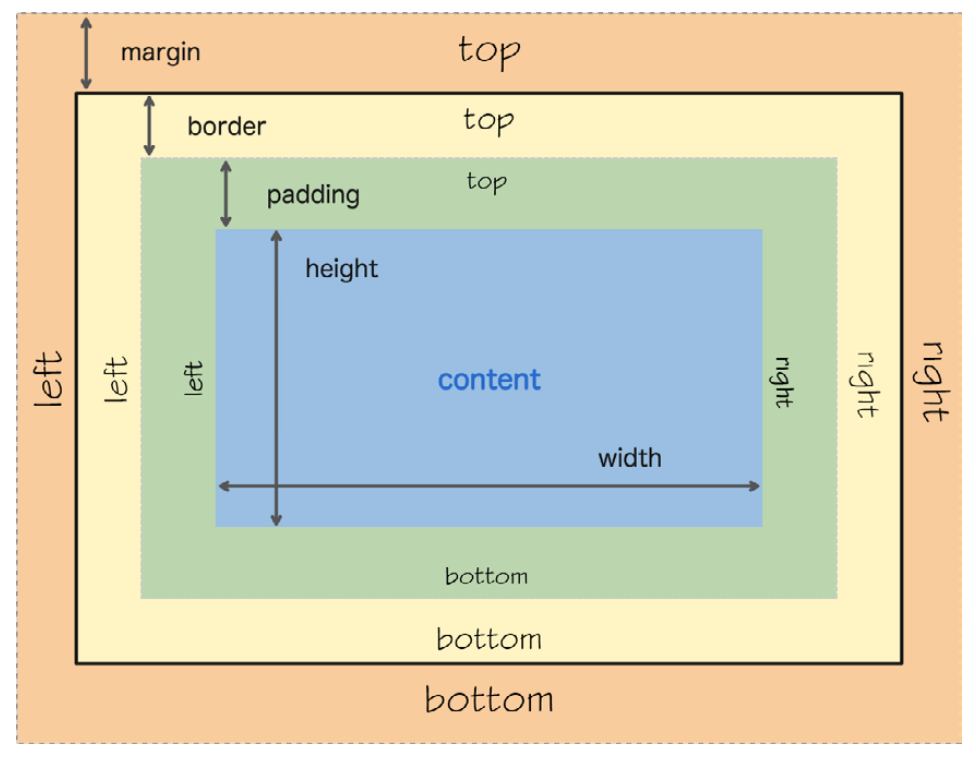 margin
top
border
top
padding
top
height
left
left
left
content
right
right
right
width
bottom
bottom
bottom